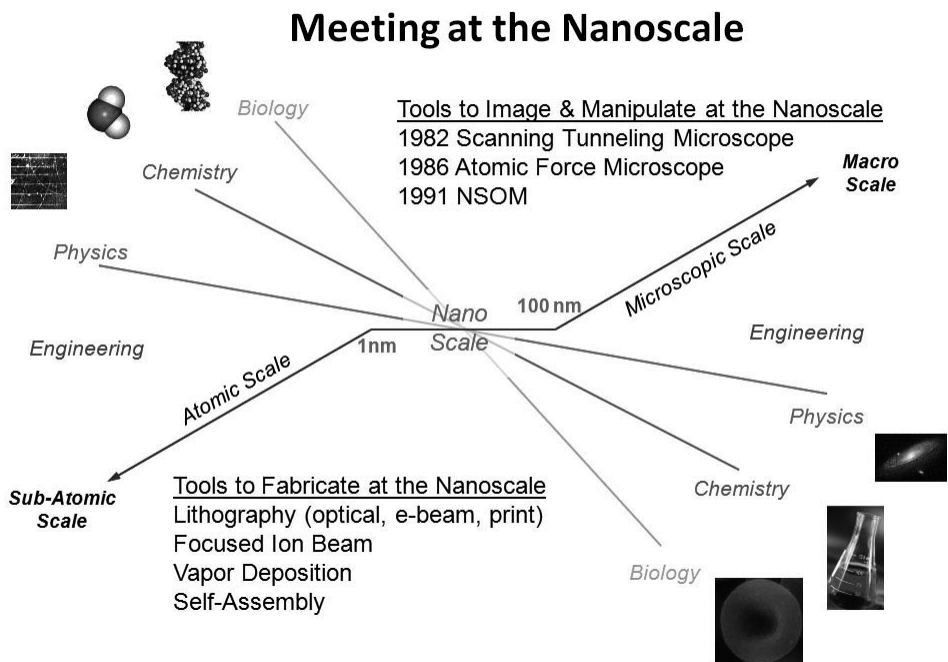 Meeting at the Nanoscale
Biology
Tools to Image & Manipulate at the Nanoscale
1982 Scanning Tunneling Microscope
1986 Atomic Force Microscope
1991 NSOM
Chemistry
Macro
Scale
Physics
Microscopic Scale
100 nm
Nano
Scale
1nm
Engineering
Engineering
Atomic Scale
Physics
Sub-Atomic
Scale
Tools to Fabricate at the Nanoscale
Lithography (optical, e-beam, print)
Focused Ion Beam
Vapor Deposition
Self-Assembly
Chemistry
Biology